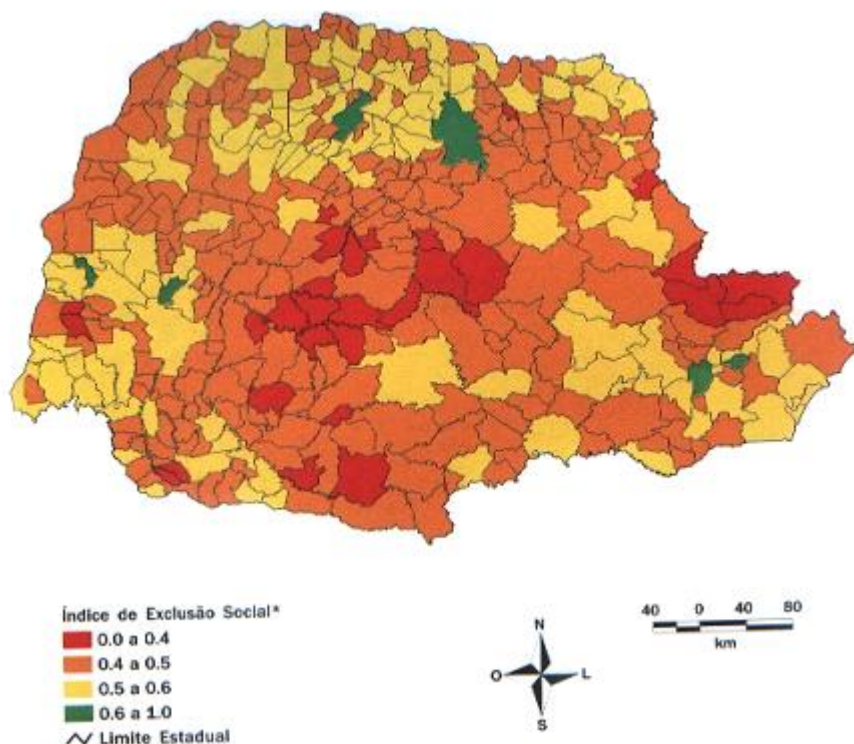 Índice de Exclusão Social*
0.0 a 0.4
0.4 a 0.5
0.5 a 0.6
0.6 a 1.0
Limite Estadual
N
O
L
S
40 0 40 80
km